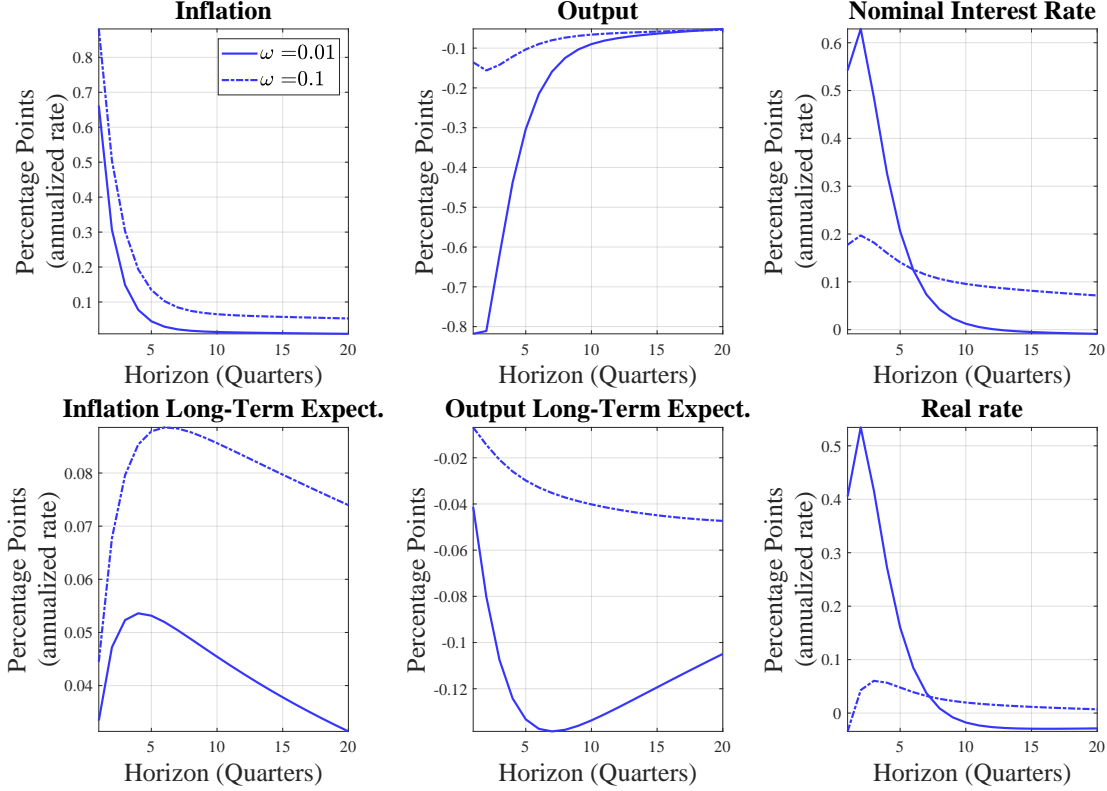 Inflation
Percentage Points
(annualized rate)
0.8
0.7
0.6
0.5
0.4
0.3
0.2
0.1
5 10 15 20
Horizon (Quarters)
ω =0.01
ω =0.1
Output
Percentage Points
-0.1
-0.2
-0.3
-0.4
-0.5
-0.6
-0.7
-0.8
5 10 15 20
Horizon (Quarters)
Nominal Interest Rate
Percentage Points
(annualized rate)
0.6
0.5
0.4
0.3
0.2
0.1
0
5 10 15 20
Horizon (Quarters)
Inflation Long-Term Expect.
Percentage Points
(annualized rate)
0.08
0.07
0.06
0.05
0.04
5 10 15 20
Horizon (Quarters)
Output Long-Term Expect.
Percentage Points
-0.02
-0.04
-0.06
-0.08
-0.1
-0.12
5 10 15 20
Horizon (Quarters)
Real rate
Percentage Points
(annualized rate)
0.5
0.4
0.3
0.2
0.1
0
5 10 15 20
Horizon (Quarters)